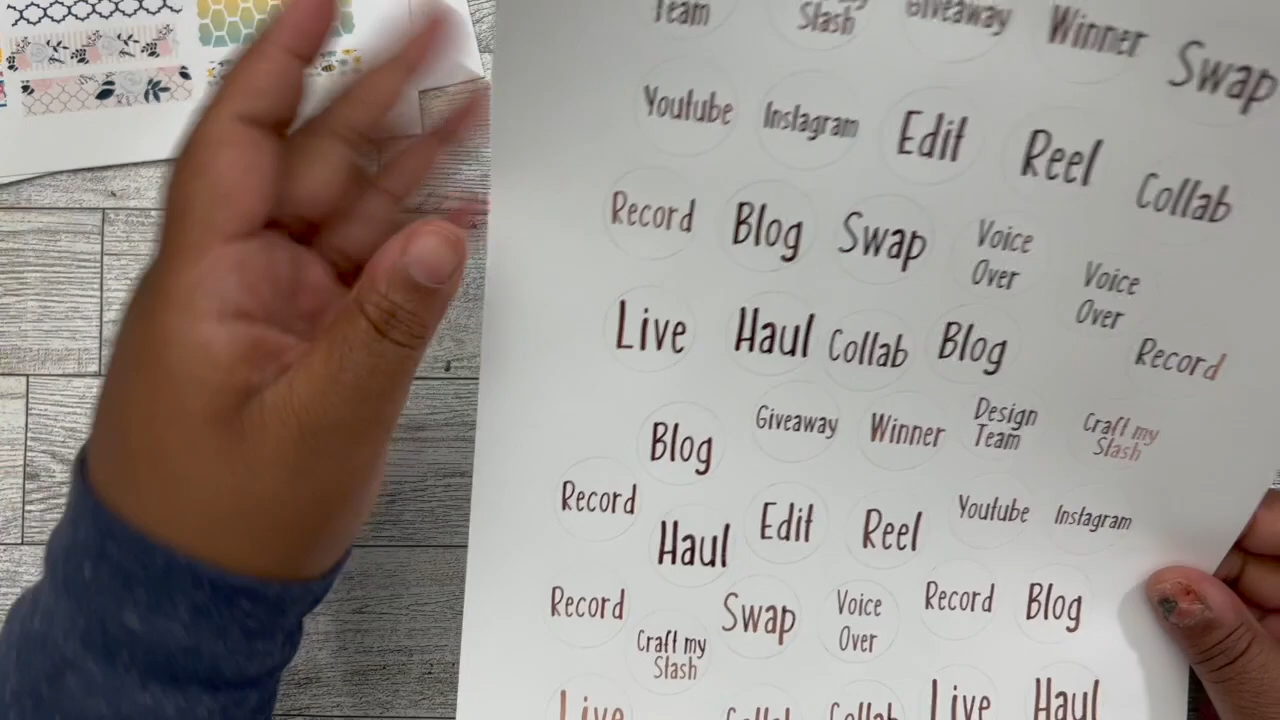 Team
Slash
Giveaway
Winner
Swap
Youtube
Instagram
Edit
Reel
Collab
Record
Blog
Swap
Voice
Over
Voice
Over
Live
Haul
Collab
Blog
Record
Blog
Giveaway
Winner
Design
Team
Craft my
Slash
Record
Haul
Edit
Reel
Youtube
Instagram
Record
Craft my
Slash
Swap
Voice
Over
Record
Blog
Live
Collab
Collab
Live
Haul